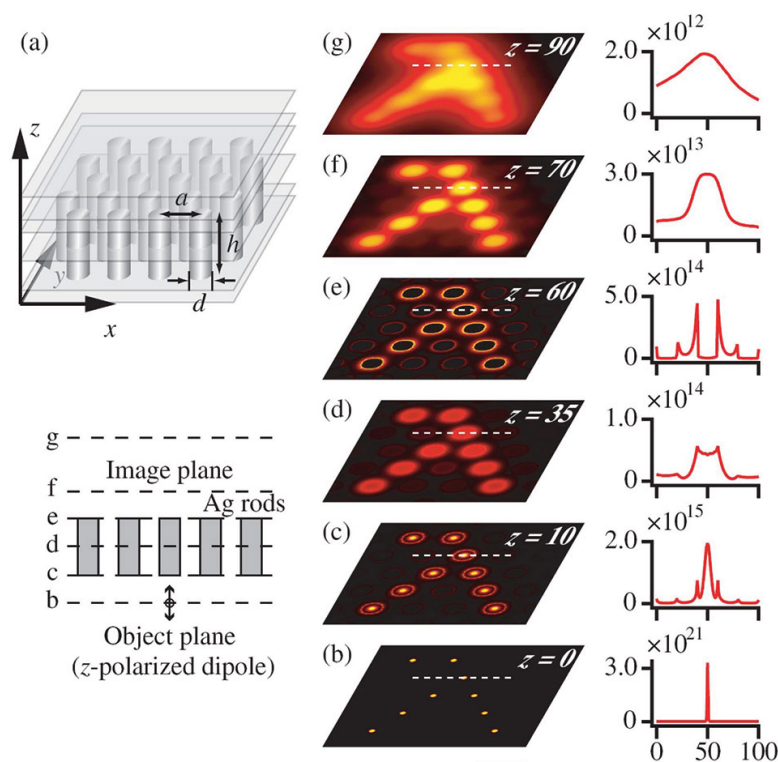 (a)
z
a
h
y
d
x
g
Image plane
f
Ag rods
e
d
c
b
Object plane
(z-polarized dipole)
(g)
z = 90
×10¹²
2.0
0
(f)
z = 70
×10¹³
3.0
0
(e)
z = 60
×10¹⁴
5.0
0
(d)
z = 35
×10¹⁴
1.0
0
(c)
z = 10
×10¹⁵
2.0
0
(b)
z = 0
×10²¹
3.0
0
0 50 100